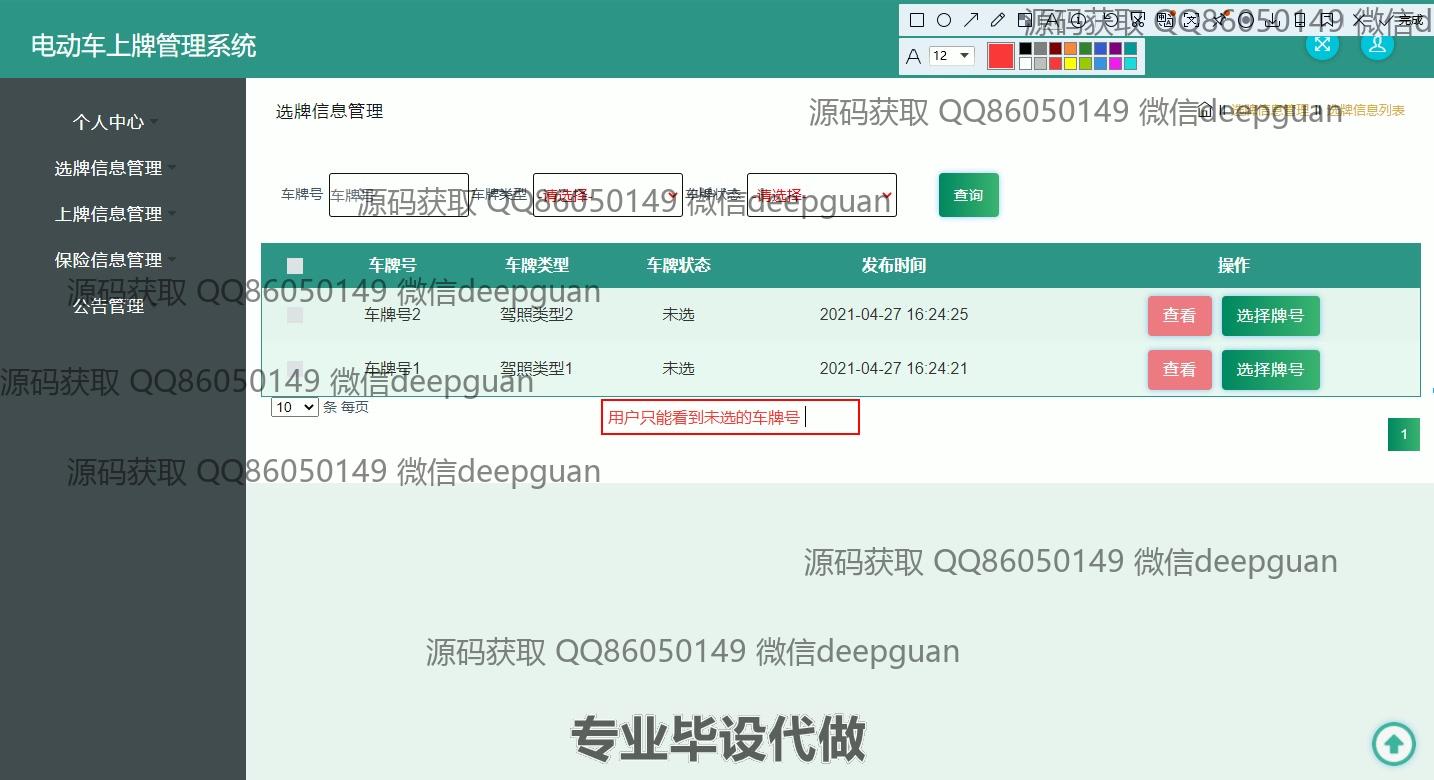 源码获取 QQ86050149 微信d
完成
电动车上牌管理系统
A 12
个人中心
选牌信息管理
上牌信息管理
保险信息管理
公告管理
选牌信息管理
源码获取 QQ86050149 微信deepguan
选牌信息管理 选牌信息列表
车牌号 车牌号 车牌类型 请选择- 车牌状态 请选择- 查询
源码获取 QQ86050149 微信deepguan
车牌号 车牌类型 车牌状态 发布时间 操作
源码获取 QQ86050149 微信deepguan
车牌号2 驾照类型2 未选 2021-04-27 16:24:25 查看 选择牌号
车牌号1 驾照类型1 未选 2021-04-27 16:24:21 查看 选择牌号
源码获取 QQ86050149 微信deepguan
10 条 每页
用户只能看到未选的车牌号
1
源码获取 QQ86050149 微信deepguan
源码获取 QQ86050149 微信deepguan
源码获取 QQ86050149 微信deepguan
专业毕设代做